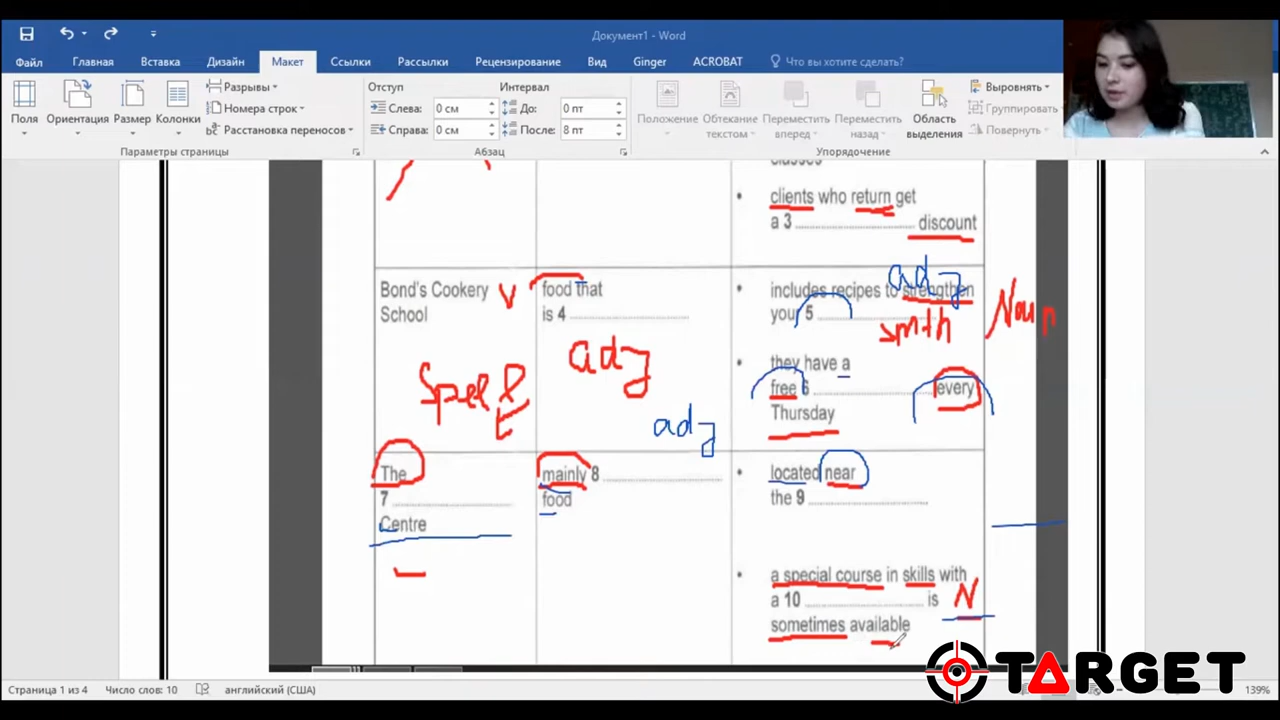 Документ1 - Word
Файл Главная Вставка Дизайн Макет Ссылки Рассылки Рецензирование Вид Ginger ACROBAT Что вы хотите сделать?
Поля
Ориентация
Размер
Колонки
Разрывы
Номера строк
Расстановка переносов
Параметры страницы
Отступ
Слева: 0 см
Справа: 0 см
Интервал
До: 0 пт
После: 8 пт
Абзац
Положение
Обтекание текстом
Переместить вперед
Переместить назад
Область выделения
Выровнять
Группировать
Повернуть
Упорядочение
classes
• clients who return get
a 3 ........................ discount
Bond's Cookery
School
V
food that
is 4 ........................
adj
• includes recipes to strengthen
your 5 ........................
adj
smth
Noun
Spell
adj
• they have a
free 6 ........................ every
Thursday
The
7 ........................
Centre
mainly 8 ........................
food
• located near
the 9 ........................
• a special course in skills with
a 10 ........................ is
sometimes available
N
TARGET
Страница 1 из 4 Число слов: 10 английский (США) 139%